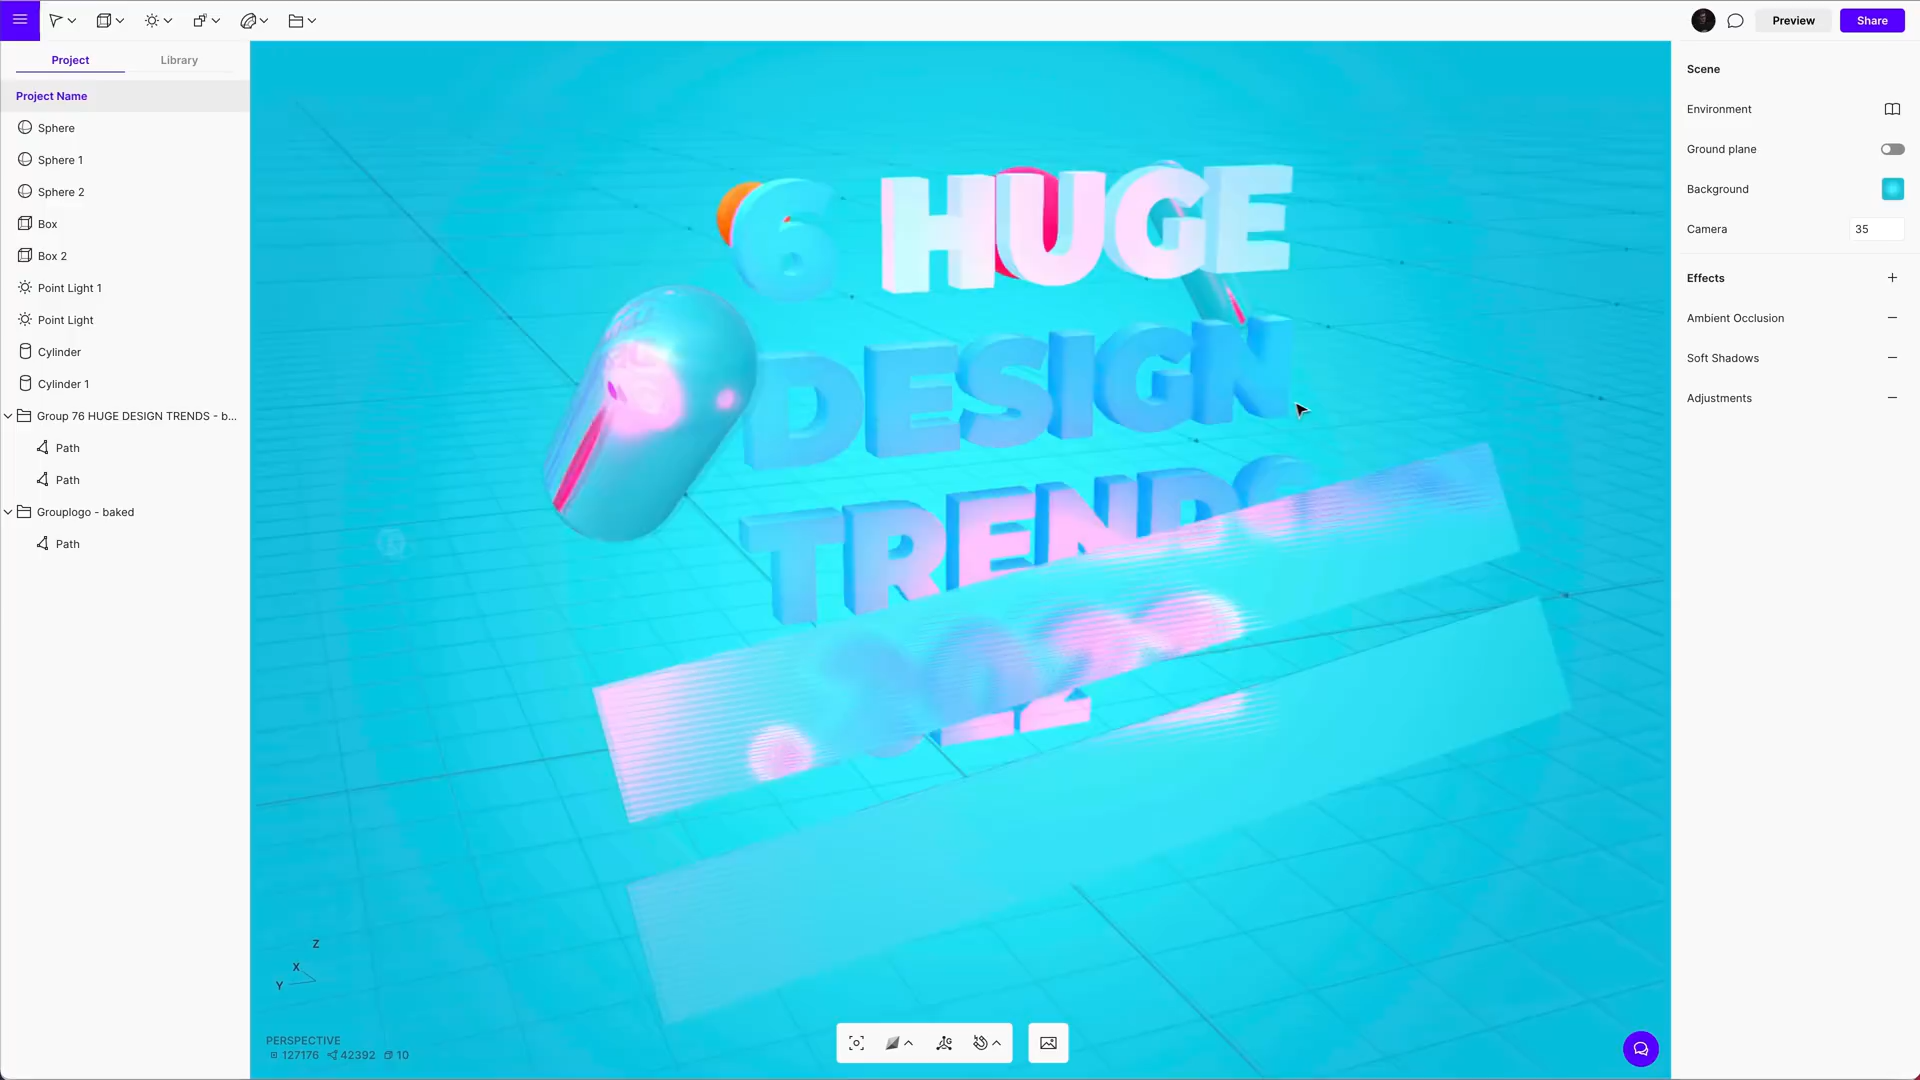 Preview
Share
Project
Library
Project Name
Sphere
Sphere 1
Sphere 2
Box
Box 2
Point Light 1
Point Light
Cylinder
Cylinder 1
Group 76 HUGE DESIGN TRENDS - b...
Path
Path
Grouplogo - baked
Path
6 HUGE
DESIGN
TRENDS
Z
X
Y
PERSPECTIVE
127176 42392 10
Scene
Environment
Ground plane
Background
Camera
35
Effects
Ambient Occlusion
Soft Shadows
Adjustments